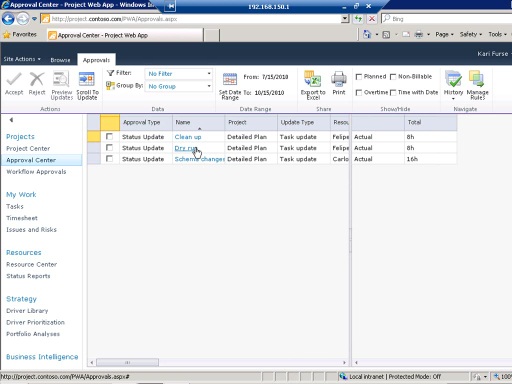 Approval Center - Project Web App - Windows In
192.168.150.1
http://project.contoso.com/PWA/Approvals.aspx
Bing
Favorites
Approval Center - Project Web App
Page
Safety
Tools
Site Actions
Browse
Approvals
Kari Furse
Accept
Reject
Preview Updates
Scroll To Update
Actions
Filter:
No Filter
Group By:
No Group
Data
From: 7/15/2010
Set Date Range
To: 10/15/2010
Date Range
Export to Excel
Print
Share
Planned
Non-Billable
Overtime
Time with Date
Show/Hide
History
Manage Rules
Navigate
Projects
Project Center
Approval Center
Workflow Approvals
My Work
Tasks
Timesheet
Issues and Risks
Resources
Resource Center
Status Reports
Strategy
Driver Library
Driver Prioritization
Portfolio Analyses
Business Intelligence
Approval Type Name Project Update Type Resou Total
Status Update Clean up Detailed Plan Task update Felipe Actual 8h
Status Update Dry run Detailed Plan Task update Felipe Actual 8h
Status Update Scheme changes Detailed Plan Task update Carlo Actual 16h
http://project.contoso.com/PWA/Approvals.aspx#
Local intranet | Protected Mode: Off
100%